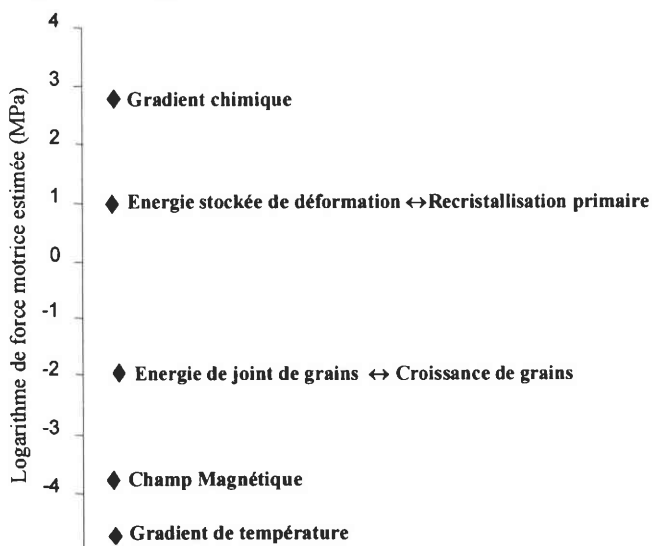 4
3
Gradient chimique
2
1
Energie stockée de déformation ↔Recristallisation primaire
0
-1
-2
Energie de joint de grains ↔ Croissance de grains
-3
Champ Magnétique
-4
Gradient de température
Logarithme de force motrice estimée (MPa)